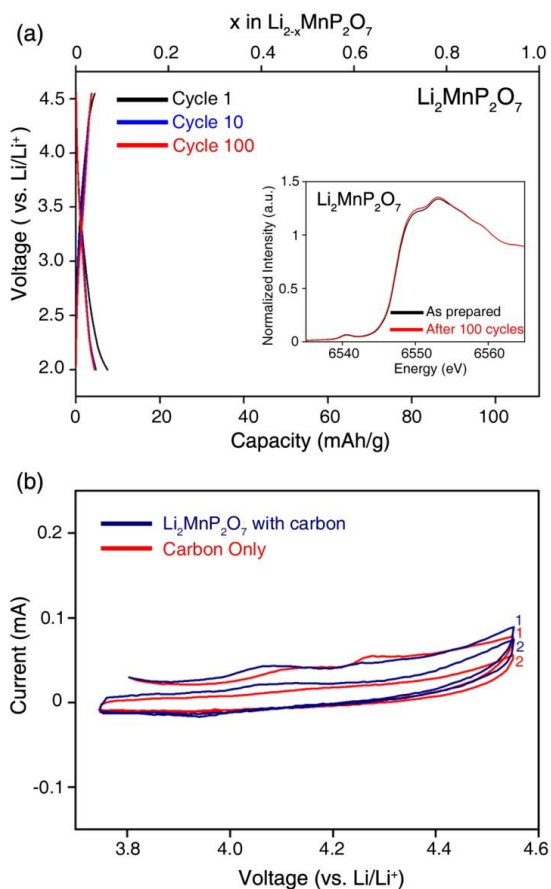 (a)
x in Li₂₋ₓMnP₂O₇
0 0.2 0.4 0.6 0.8 1.0
Voltage ( vs. Li/Li⁺)
4.5
4.0
3.5
3.0
2.5
2.0
Cycle 1
Cycle 10
Cycle 100
Li₂MnP₂O₇
Normalized Intensity (a.u.)
1.5
1
0.5
0
Li₂MnP₂O₇
As prepared
After 100 cycles
6540 6550 6560
Energy (eV)
0 20 40 60 80 100
Capacity (mAh/g)
(b)
Current (mA)
0.2
0.1
0
-0.1
Li₂MnP₂O₇ with carbon
Carbon Only
1
1
2
2
3.8 4.0 4.2 4.4 4.6
Voltage (vs. Li/Li⁺)